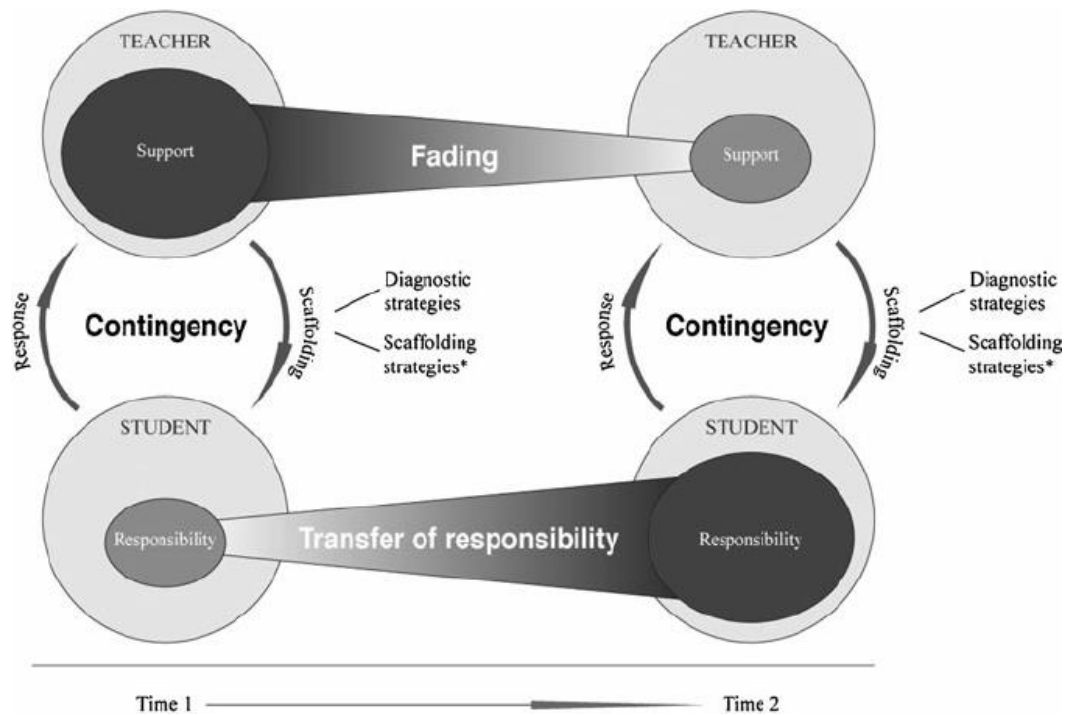 TEACHER
TEACHER
Support
Fading
Support
Response
Contingency
Scaffolding
Diagnostic
strategies
Scaffolding
strategies*
Response
Contingency
Scaffolding
Diagnostic
strategies
Scaffolding
strategies*
STUDENT
STUDENT
Responsibility
Transfer of responsibility
Responsibility
Time 1
Time 2